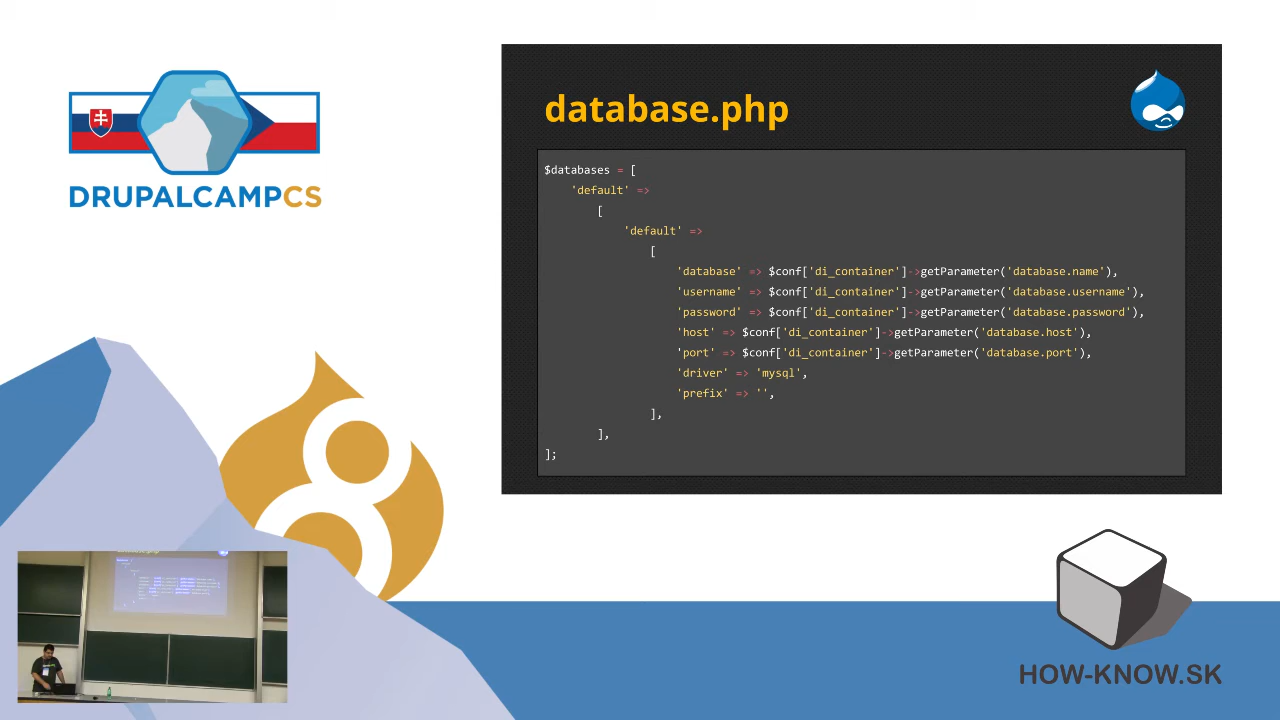 DRUPALCAMPCS
database.php
$databases = [
'default' =>
[
'default' =>
[
'database' => $conf['di_container']->getParameter('database.name'),
'username' => $conf['di_container']->getParameter('database.username'),
'password' => $conf['di_container']->getParameter('database.password'),
'host' => $conf['di_container']->getParameter('database.host'),
'port' => $conf['di_container']->getParameter('database.port'),
'driver' => 'mysql',
'prefix' => '',
],
],
];
HOW-KNOW.SK